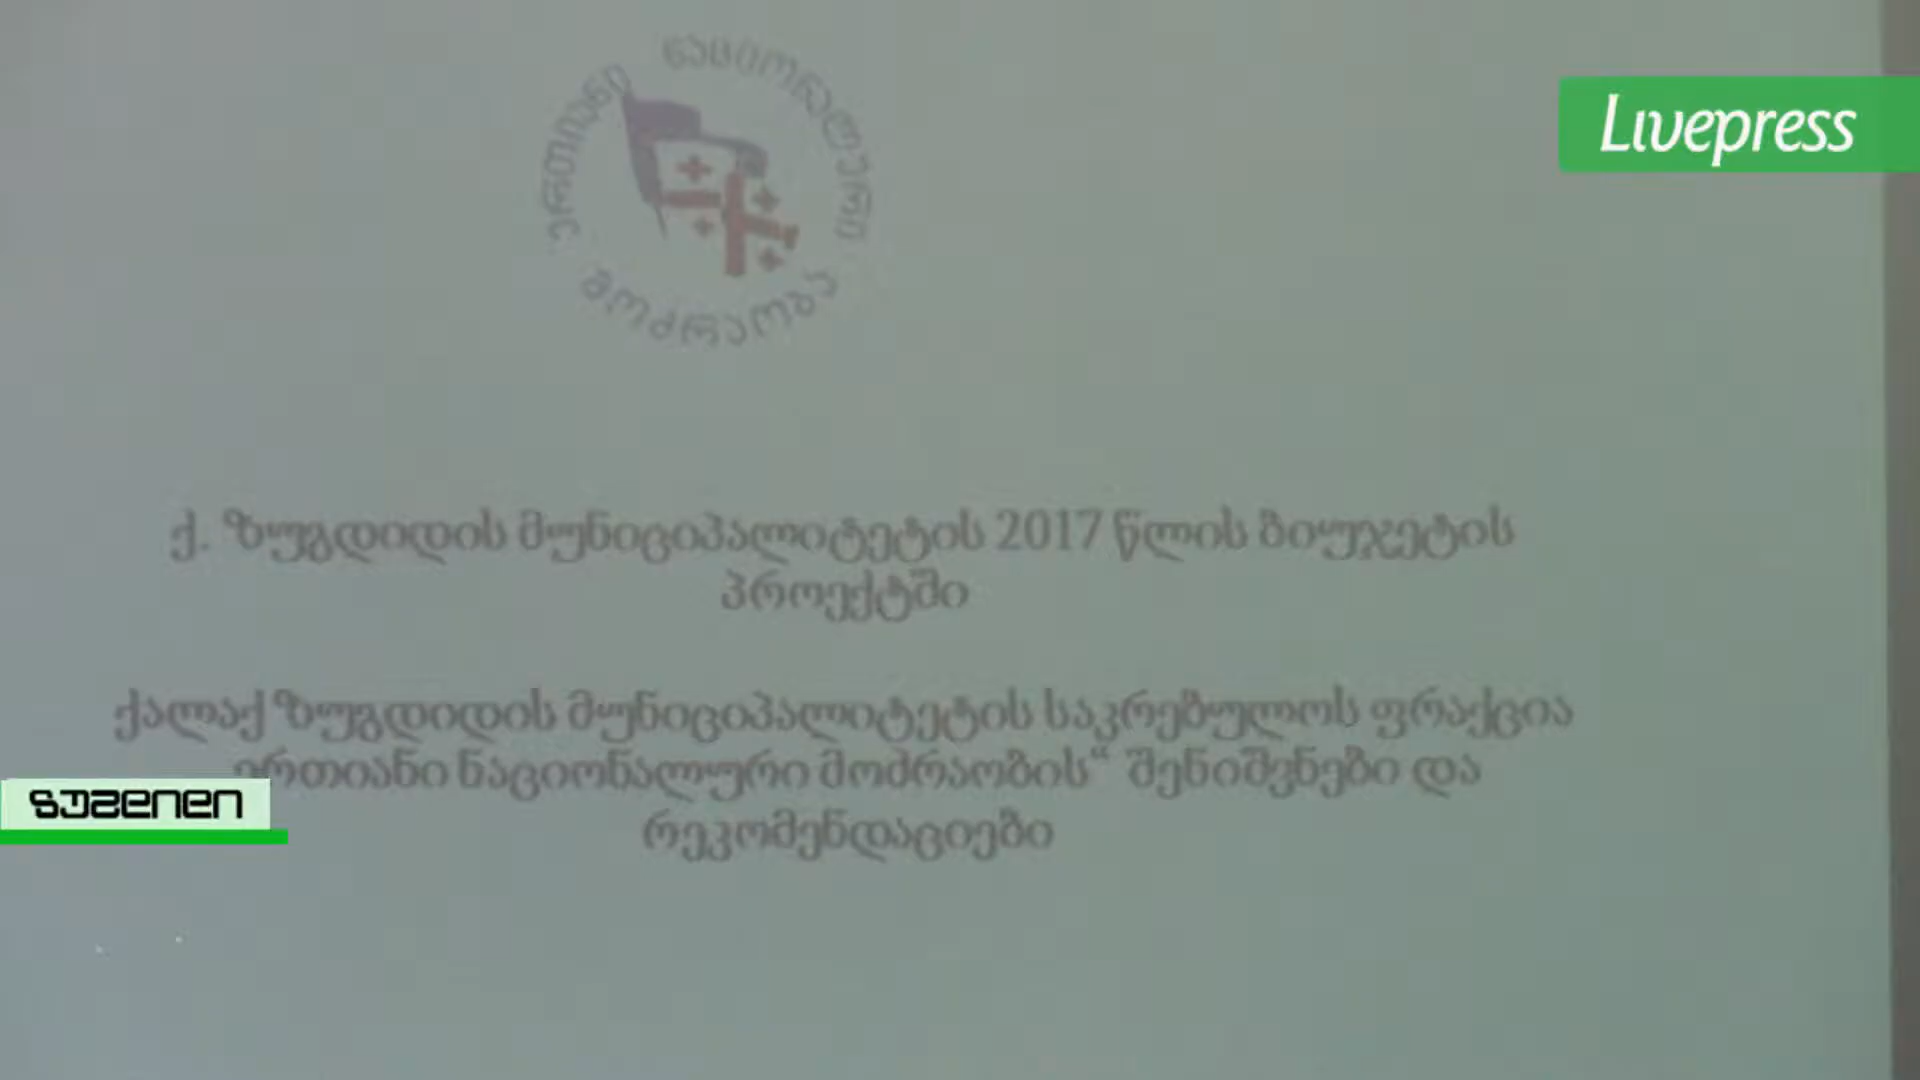 ერთიანი ნაციონალური მოძრაობა
Livepress
ქ. ზუგდიდის მუნიციპალიტეტის 2017 წლის ბიუჯეტის
პროექტში
ქალაქ ზუგდიდის მუნიციპალიტეტის საკრებულოს ფრაქცია
ერთიანი ნაციონალური მოძრაობის“ შენიშვნები და
რეკომენდაციები